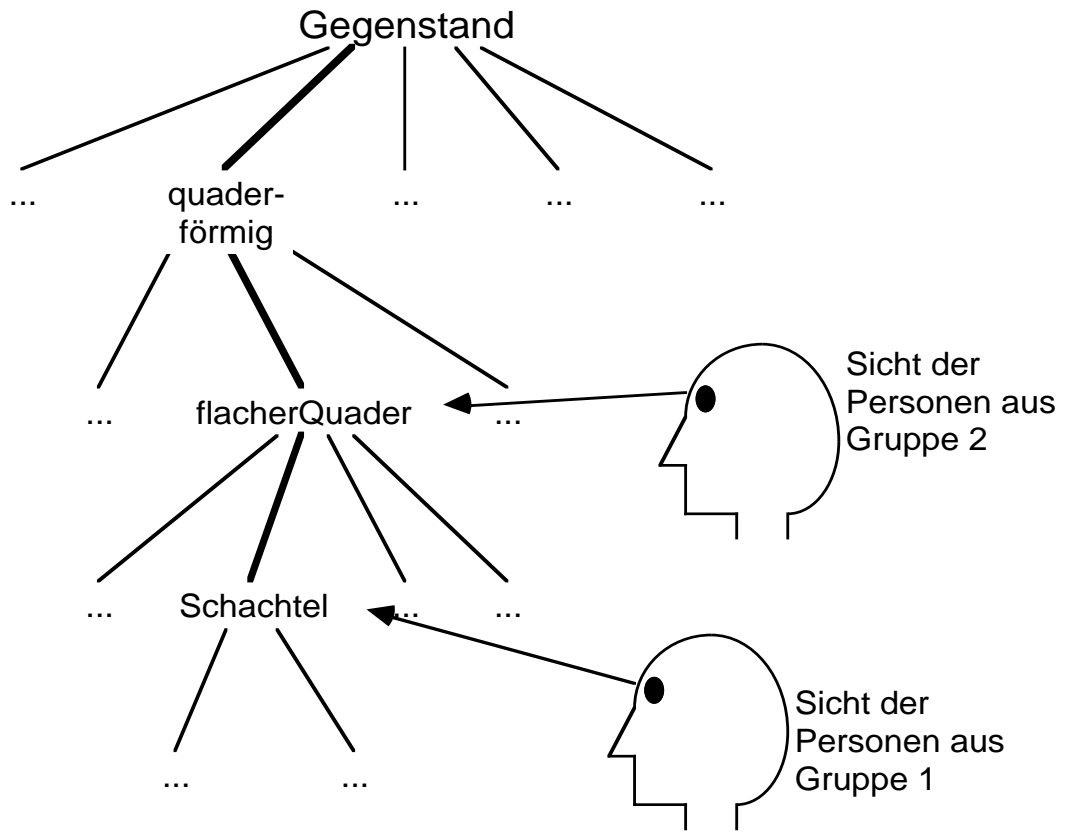 Gegenstand
... quader- ... ... ...
förmig
Sicht der
Personen aus
Gruppe 2
... flacherQuader ...
... Schachtel ... ...
Sicht der
Personen aus
Gruppe 1
... ...